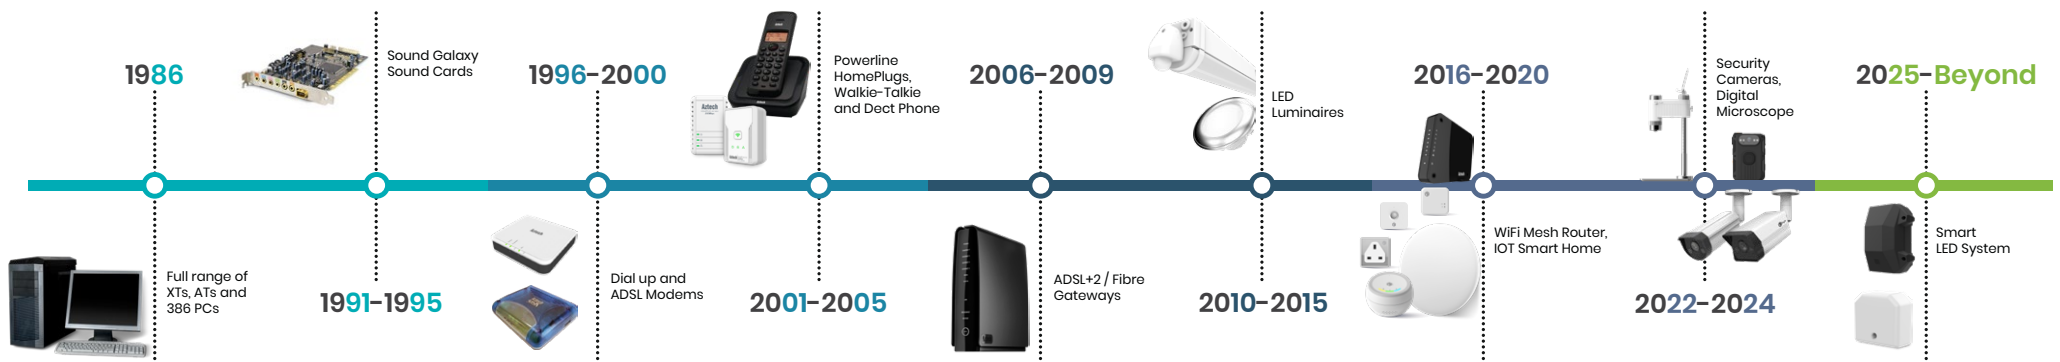 1986
Full range of
XTs, ATs and
386 PCs
Sound Galaxy
Sound Cards
1991-1995
1996-2000
Dial up and
ADSL Modems
Powerline
HomePlugs,
Walkie-Talkie
and Dect Phone
2001-2005
2006-2009
ADSL+2 / Fibre
Gateways
LED
Luminaires
2010-2015
2016-2020
WiFi Mesh Router,
IOT Smart Home
Security
Cameras,
Digital
Microscope
2022-2024
2025-Beyond
Smart
LED System
Aztech
Aztech